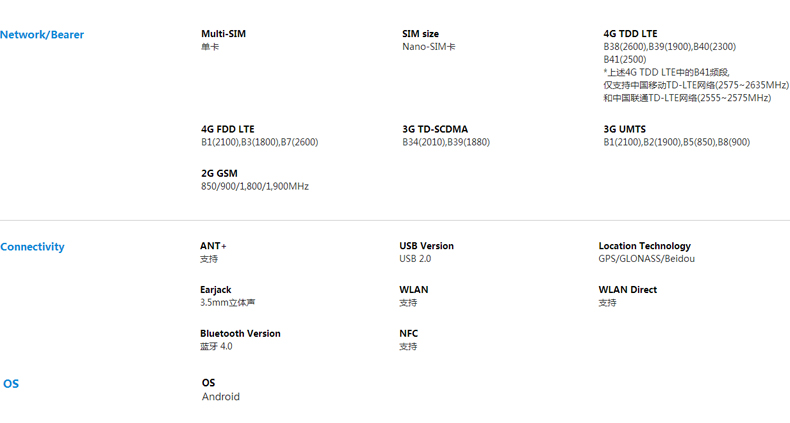 Network/Bearer
Multi-SIM
单卡
SIM size
Nano-SIM卡
4G TDD LTE
B38(2600),B39(1900),B40(2300)
B41(2500)
*上述4G TDD LTE中的B41频段,
仅支持中国移动TD-LTE网络(2575~2635MHz)
和中国联通TD-LTE网络(2555~2575MHz)
4G FDD LTE
B1(2100),B3(1800),B7(2600)
3G TD-SCDMA
B34(2010),B39(1880)
3G UMTS
B1(2100),B2(1900),B5(850),B8(900)
2G GSM
850/900/1,800/1,900MHz
Connectivity
ANT+
支持
USB Version
USB 2.0
Location Technology
GPS/GLONASS/Beidou
Earjack
3.5mm立体声
WLAN
支持
WLAN Direct
支持
Bluetooth Version
蓝牙 4.0
NFC
支持
OS
OS
Android